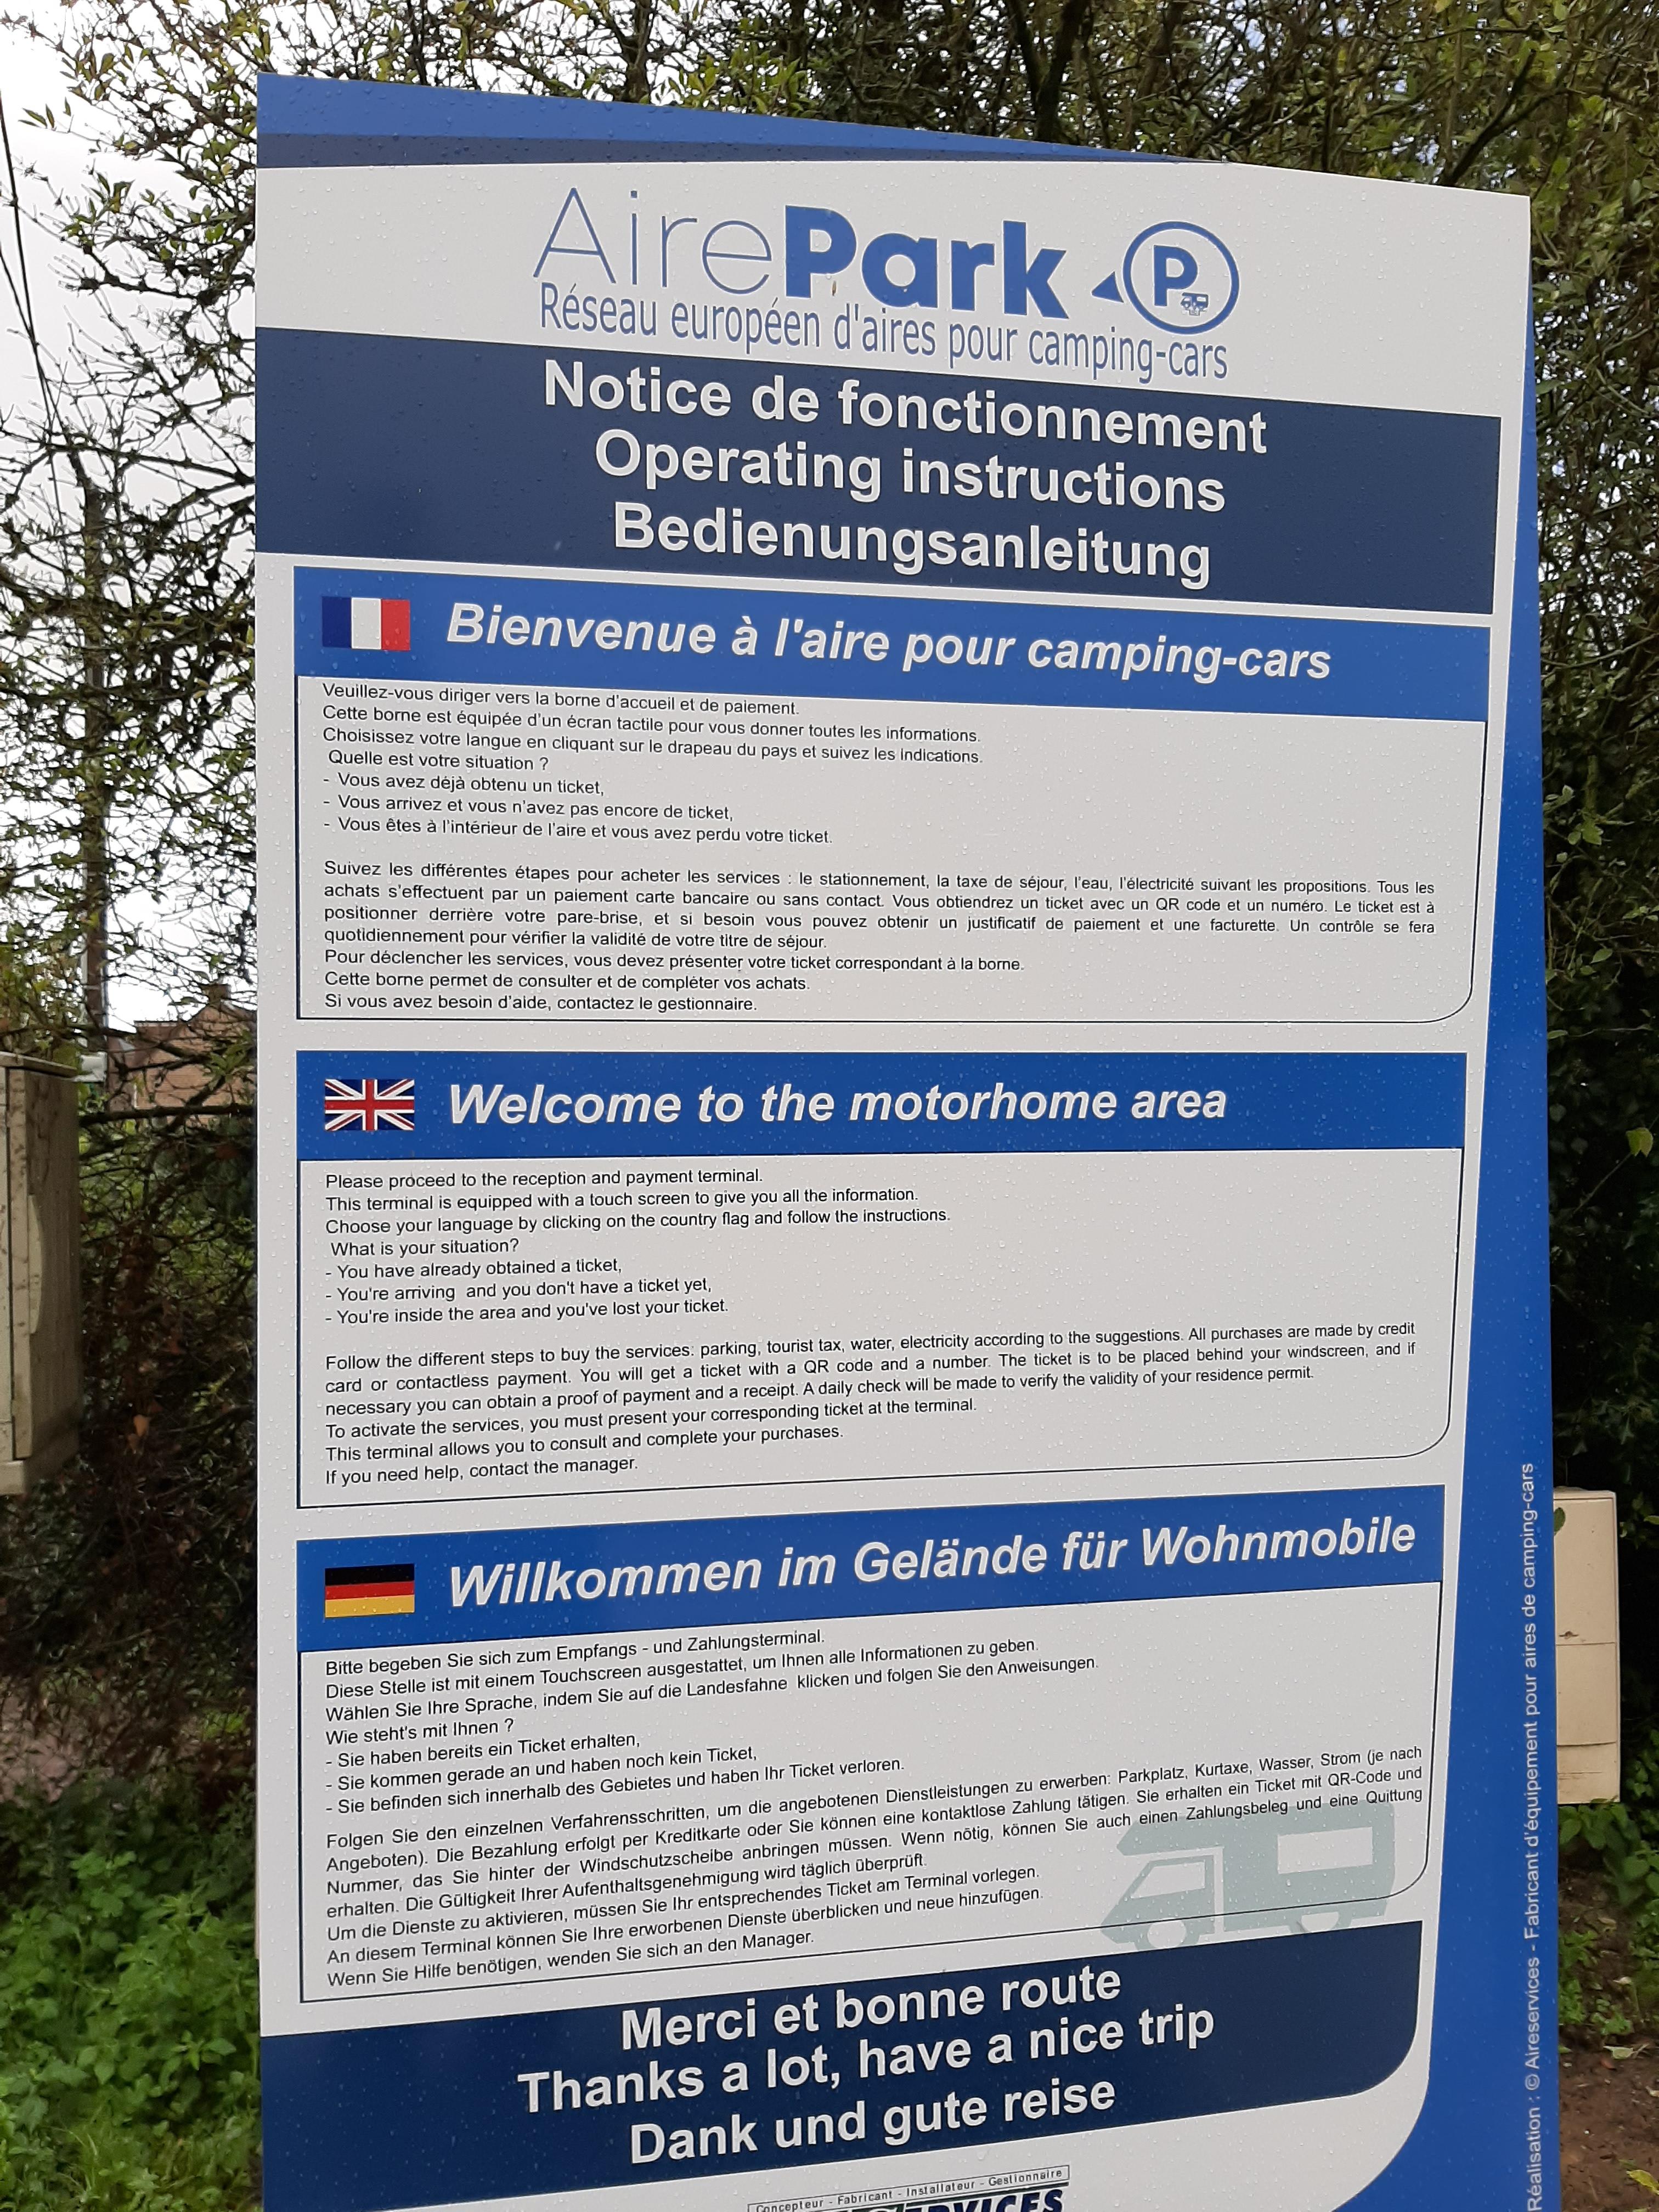 AirePark
P
Réseau européen d'aires pour camping-cars
Notice de fonctionnement
Operating instructions
Bedienungsanleitung
Bienvenue à l'aire pour camping-cars
Veuillez-vous diriger vers la borne d'accueil et de paiement.
Cette borne est équipée d'un écran tactile pour vous donner toutes les informations.
Choisissez votre langue en cliquant sur le drapeau du pays et suivez les indications.
Quelle est votre situation ?
- Vous avez déjà obtenu un ticket,
- Vous arrivez et vous n'avez pas encore de ticket,
- Vous êtes à l'intérieur de l'aire et vous avez perdu votre ticket.
Suivez les différentes étapes pour acheter les services : le stationnement, la taxe de séjour, l'eau, l'électricité suivant les propositions. Tous les
achats s'effectuent par un paiement carte bancaire ou sans contact. Vous obtiendrez un ticket avec un QR code et un numéro. Le ticket est à
positionner derrière votre pare-brise, et si besoin vous pouvez obtenir un justificatif de paiement et une facturette. Un contrôle se fera
quotidiennement pour vérifier la validité de votre titre de séjour.
Pour déclencher les services, vous devez présenter votre ticket correspondant à la borne.
Cette borne permet de consulter et de compléter vos achats.
Si vous avez besoin d'aide, contactez le gestionnaire.
Welcome to the motorhome area
Please proceed to the reception and payment terminal.
This terminal is equipped with a touch screen to give you all the information.
Choose your language by clicking on the country flag and follow the instructions.
What is your situation?
- You have already obtained a ticket,
- You're arriving and you don't have a ticket yet,
- You're inside the area and you've lost your ticket.
Follow the different steps to buy the services: parking, tourist tax, water, electricity according to the suggestions. All purchases are made by credit
card or contactless payment. You will get a ticket with a QR code and a number. The ticket is to be placed behind your windscreen, and if
necessary you can obtain a proof of payment and a receipt. A daily check will be made to verify the validity of your residence permit.
To activate the services, you must present your corresponding ticket at the terminal.
This terminal allows you to consult and complete your purchases.
If you need help, contact the manager.
Willkommen im Gelände für Wohnmobile
Bitte begeben Sie sich zum Empfangs - und Zahlungsterminal.
Diese Stelle ist mit einem Touchscreen ausgestattet, um Ihnen alle Informationen zu geben.
Wählen Sie Ihre Sprache, indem Sie auf die Landesfahne klicken und folgen Sie den Anweisungen.
Wie steht's mit Ihnen ?
- Sie haben bereits ein Ticket erhalten,
- Sie kommen gerade an und haben noch kein Ticket,
- Sie befinden sich innerhalb des Gebietes und haben Ihr Ticket verloren.
Folgen Sie den einzelnen Verfahrensschritten, um die angebotenen Dienstleistungen zu erwerben: Parkplatz, Kurtaxe, Wasser, Strom (je nach
Angeboten). Die Bezahlung erfolgt per Kreditkarte oder Sie können eine kontaktlose Zahlung tätigen. Sie erhalten ein Ticket mit QR-Code und
Nummer, das Sie hinter der Windschutzscheibe anbringen müssen. Wenn nötig, können Sie auch einen Zahlungsbeleg und eine Quittung
erhalten. Die Gültigkeit Ihrer Aufenthaltsgenehmigung wird täglich überprüft.
Um die Dienste zu aktivieren, müssen Sie Ihr entsprechendes Ticket am Terminal vorlegen.
An diesem Terminal können Sie Ihre erworbenen Dienste überblicken und neue hinzufügen.
Wenn Sie Hilfe benötigen, wenden Sie sich an den Manager.
Merci et bonne route
Thanks a lot, have a nice trip
Dank und gute reise
Concepteur - Fabricant - Installateur - Gestionnaire
Réalisation : © Aireservices - Fabricant d'équipement pour aires de camping-cars